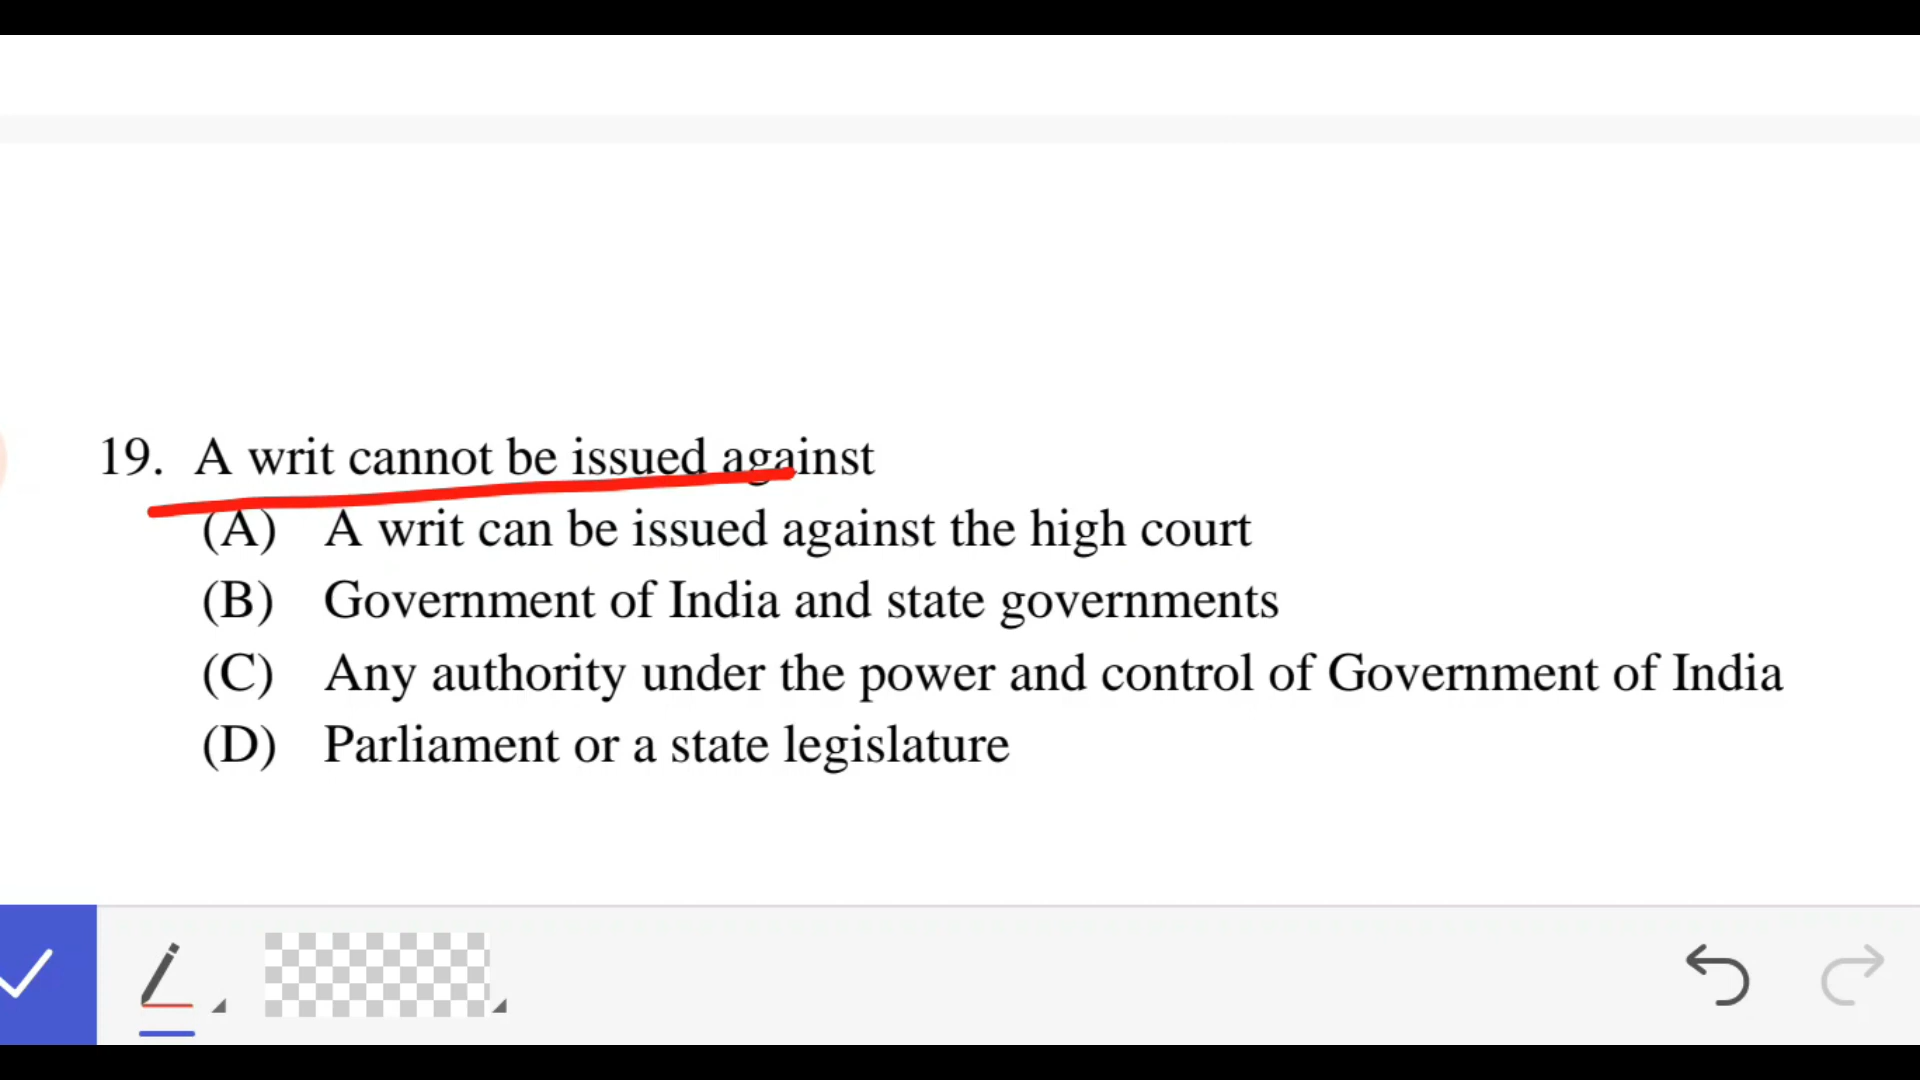 19. A writ cannot be issued against
(A) A writ can be issued against the high court
(B) Government of India and state governments
(C) Any authority under the power and control of Government of India
(D) Parliament or a state legislature